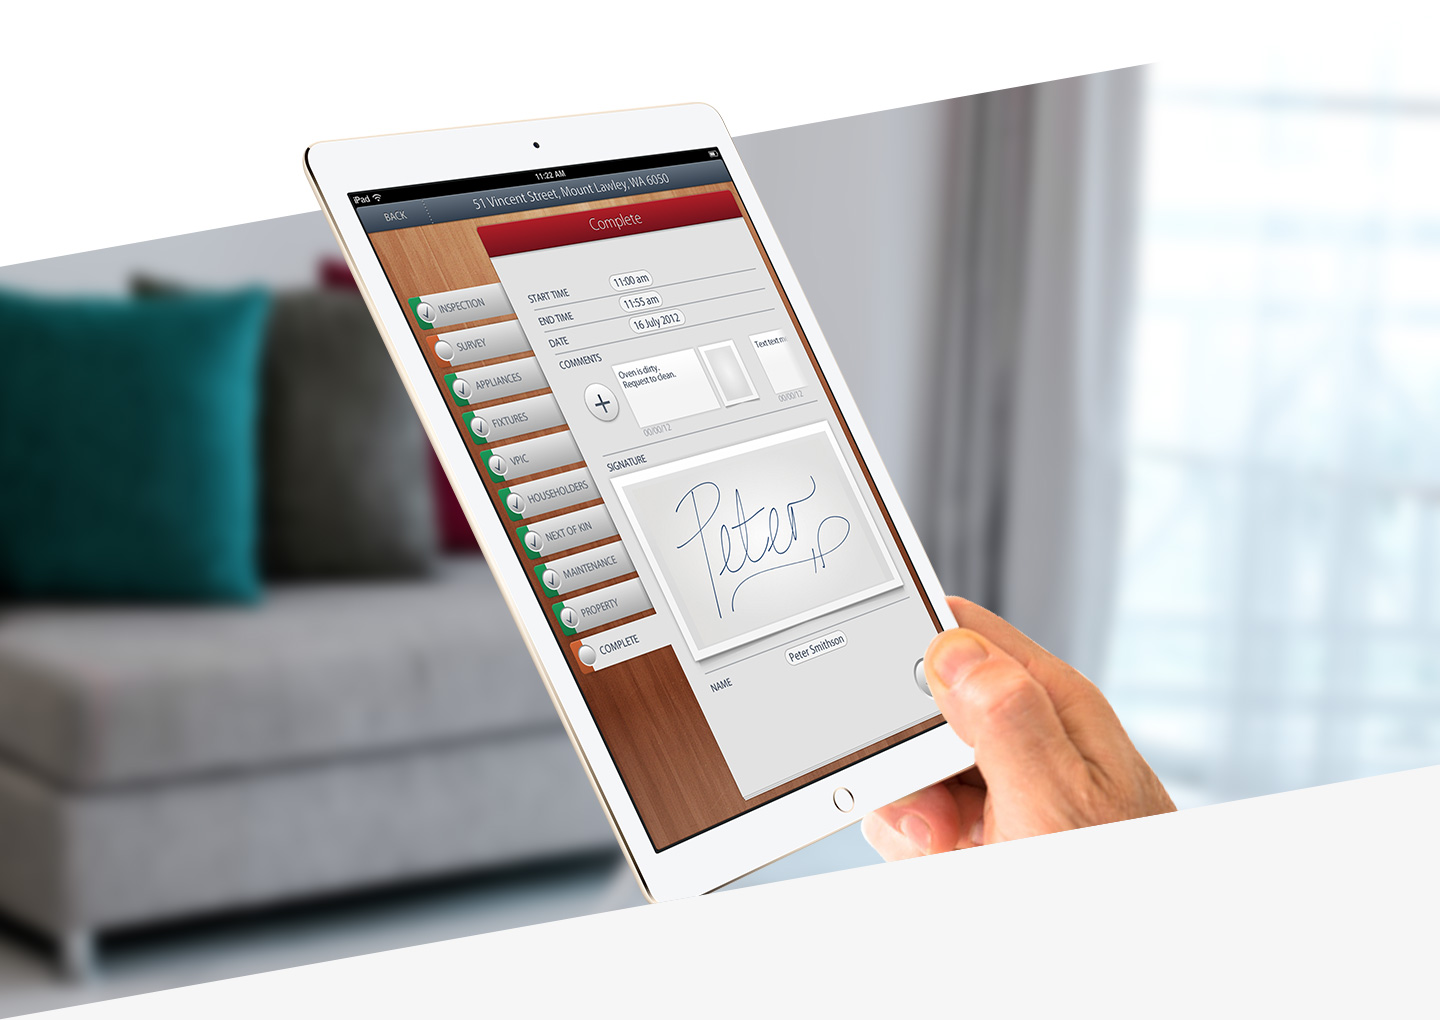 iPad
11:22 AM
BACK
51 Vincent Street, Mount Lawley, WA 6050
Complete
INSPECTION
SURVEY
APPLIANCES
FIXTURES
VPIC
HOUSEHOLDERS
NEXT OF KIN
MAINTENANCE
PROPERTY
COMPLETE
START TIME 11:00 am
END TIME 11:55 am
DATE 16 July 2012
COMMENTS
Oven is dirty.
Request to clean.
00/00/12
Text text m
00/00/12
SIGNATURE
Peter
Peter Smithson
NAME